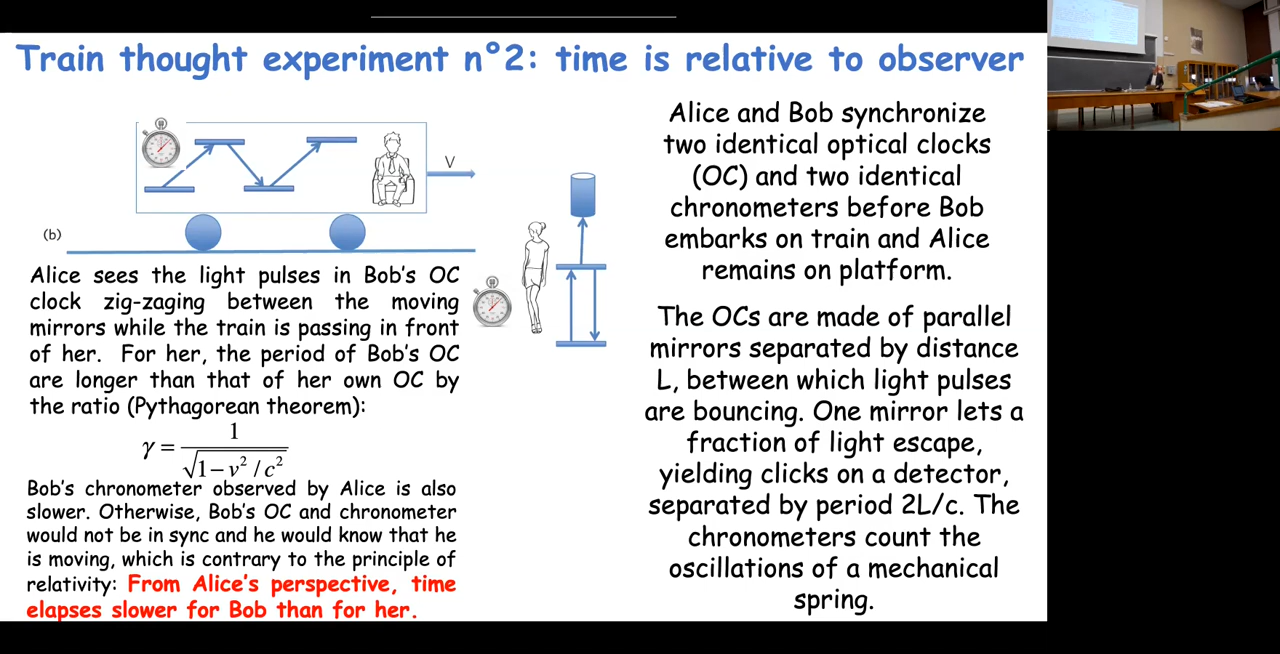 Train thought experiment n°2: time is relative to observer
V
(b)
Alice sees the light pulses in Bob's OC
clock zig-zaging between the moving
mirrors while the train is passing in front
of her. For her, the period of Bob's OC
are longer than that of her own OC by
the ratio (Pythagorean theorem):
γ = 1 / √1 − v² / c²
Bob's chronometer observed by Alice is also
slower. Otherwise, Bob's OC and chronometer
would not be in sync and he would know that he
is moving, which is contrary to the principle of
relativity: From Alice's perspective, time
elapses slower for Bob than for her.
Alice and Bob synchronize
two identical optical clocks
(OC) and two identical
chronometers before Bob
embarks on train and Alice
remains on platform.
The OCs are made of parallel
mirrors separated by distance
L, between which light pulses
are bouncing. One mirror lets a
fraction of light escape,
yielding clicks on a detector,
separated by period 2L/c. The
chronometers count the
oscillations of a mechanical
spring.